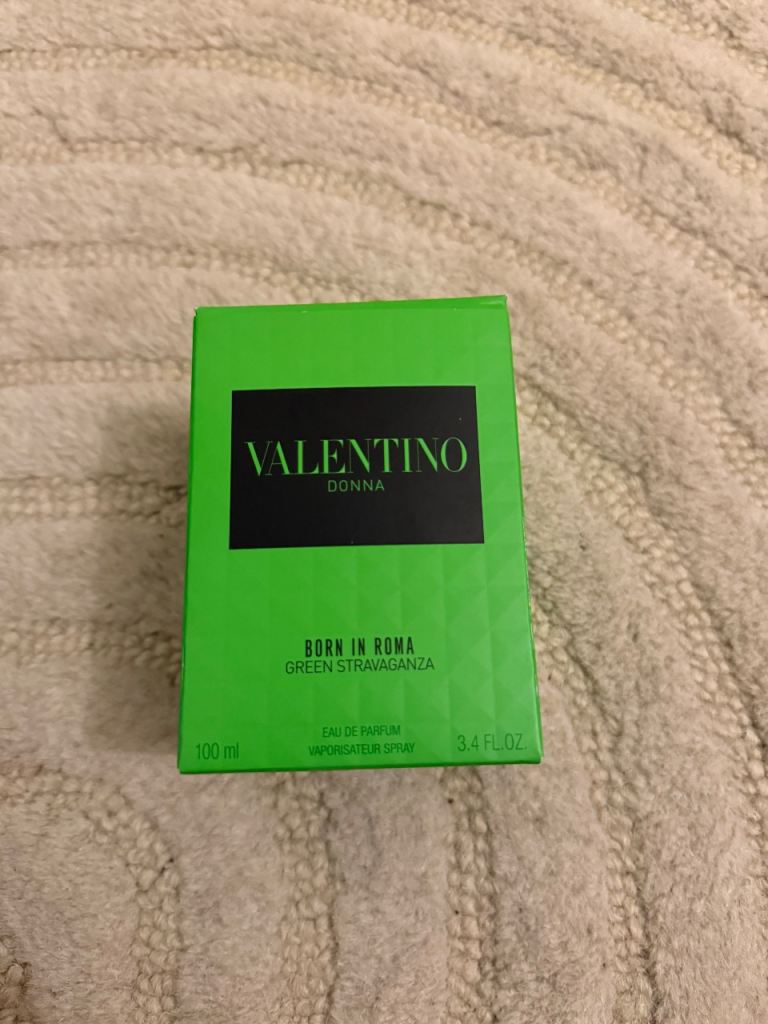 VALENTINO
DONNA
BORN IN ROMA
GREEN STRAVAGANZA
EAU DE PARFUM
100 ml VAPORISATEUR SPRAY 3.4 FL.OZ.